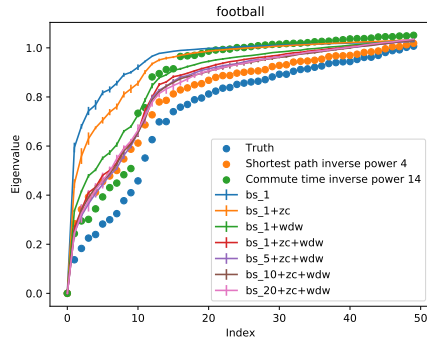 football
Eigenvalue
1.0
0.8
0.6
0.4
0.2
0.0
Truth
Shortest path inverse power 4
Commute time inverse power 14
bs_1
bs_1+zc
bs_1+wdw
bs_1+zc+wdw
bs_5+zc+wdw
bs_10+zc+wdw
bs_20+zc+wdw
0 10 20 30 40 50
Index